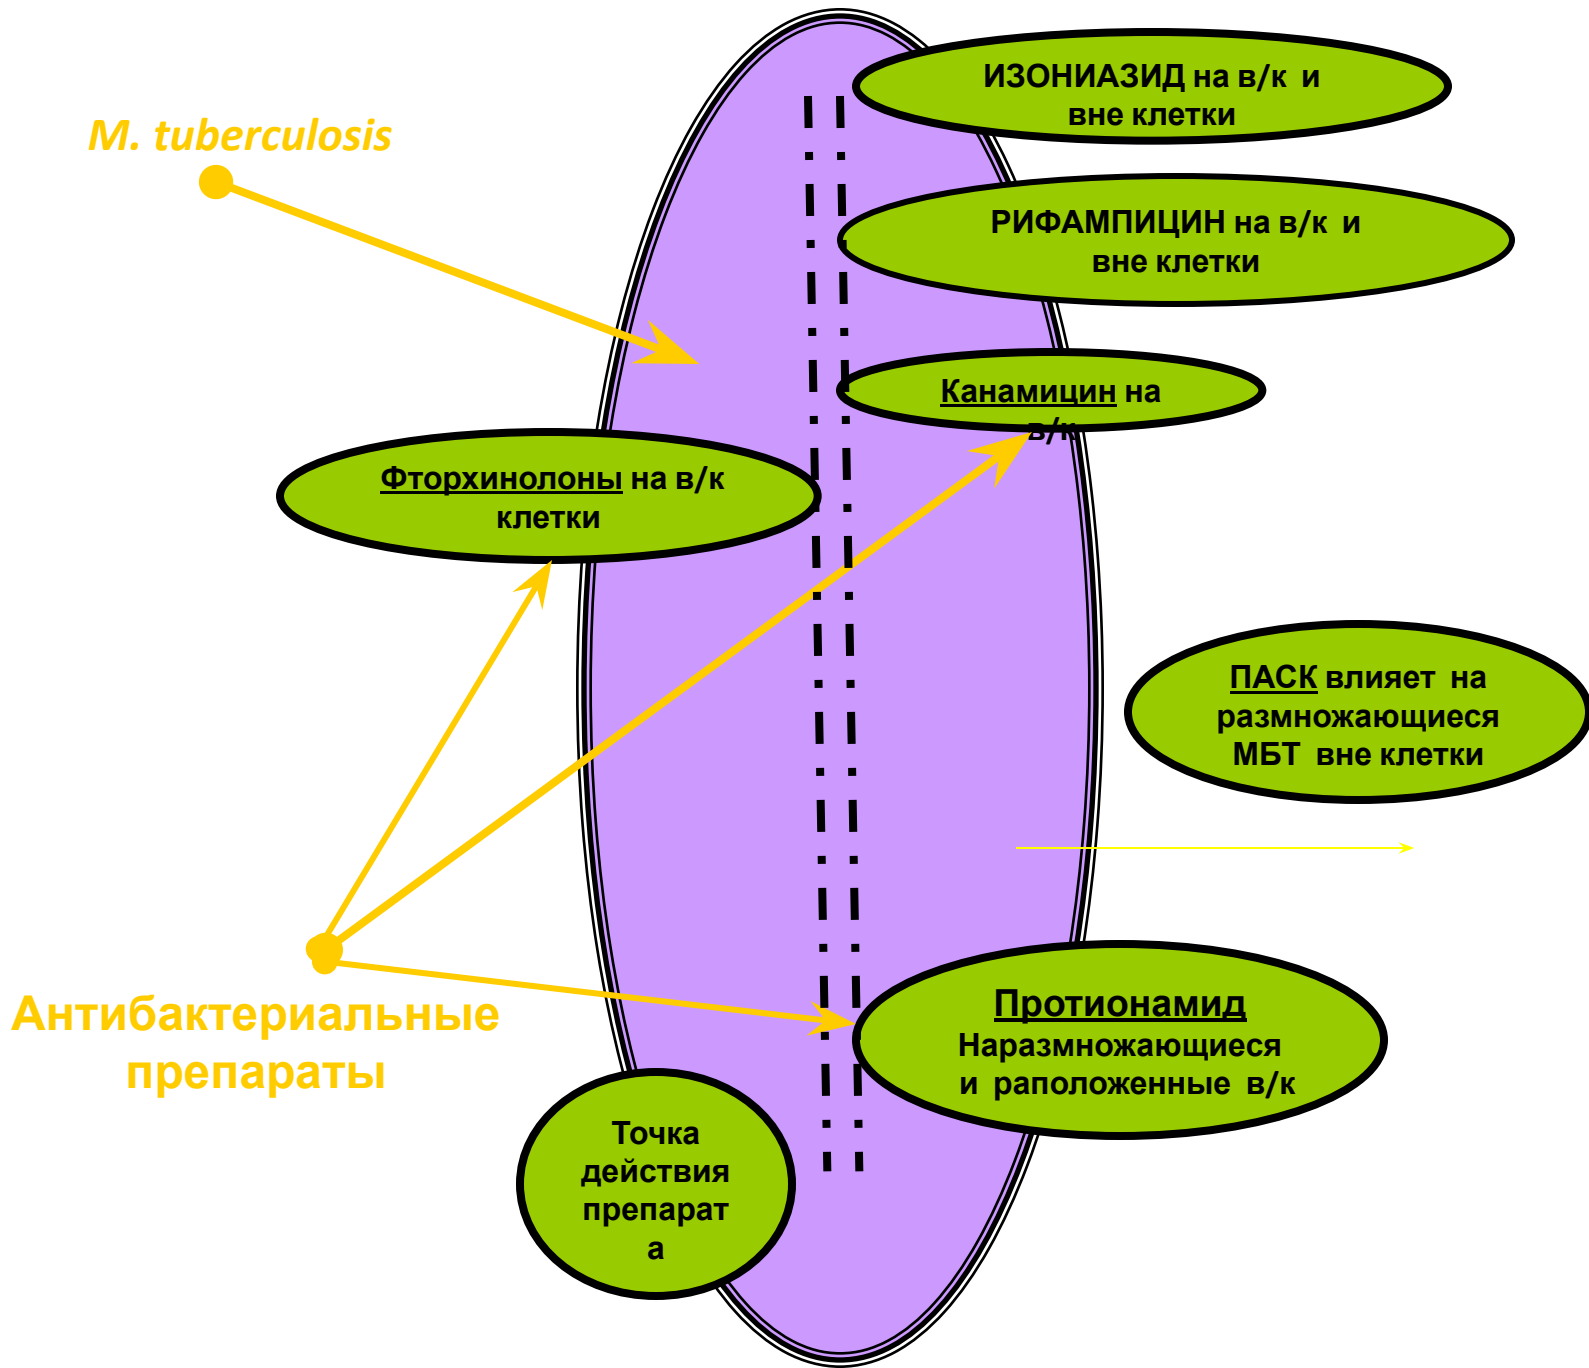 ИЗОНИАЗИД на в/к и
вне клетки
M. tuberculosis
РИФАМПИЦИН на в/к и
вне клетки
Канамицин на
в/к
Фторхинолоны на в/к
клетки
ПАСК влияет на
размножающиеся
МБТ вне клетки
Антибактериальные
препараты
Протионамид
Наразмножающиеся
и раположенные в/к
Точка
действия
препарат
а